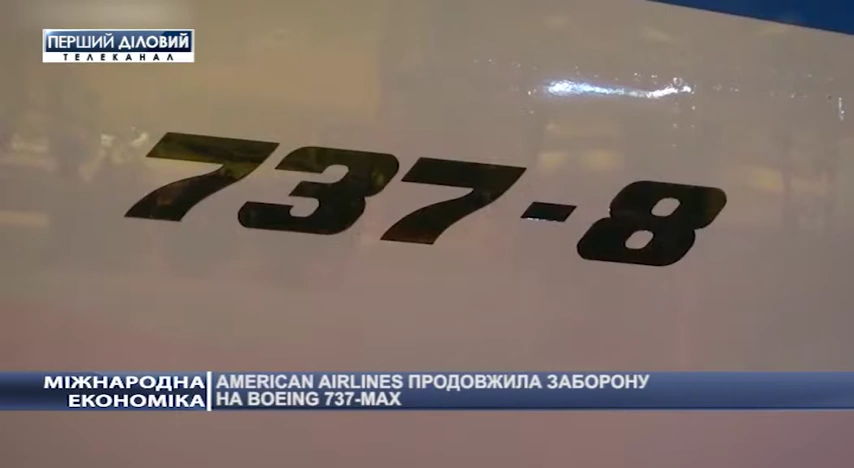 ПЕРШИЙ ДІЛОВИЙ
ТЕЛЕКАНАЛ
737-8
МІЖНАРОДНА
ЕКОНОМІКА
AMERICAN AIRLINES ПРОДОВЖИЛА ЗАБОРОНУ
НА BOEING 737-MAX